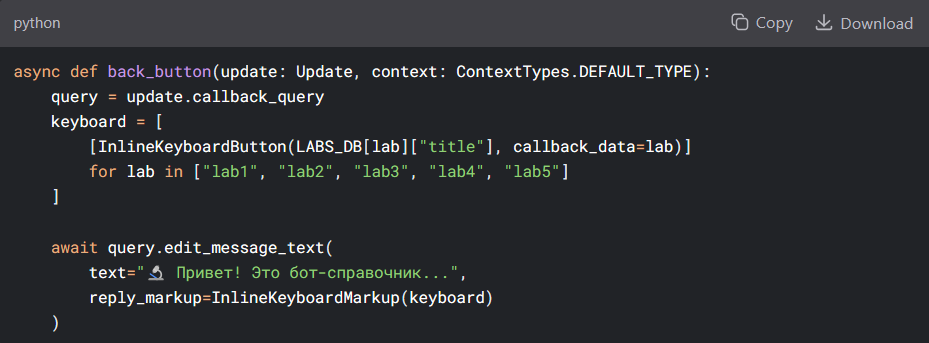 python
Copy
Download
async def back_button(update: Update, context: ContextTypes.DEFAULT_TYPE):
    query = update.callback_query
    keyboard = [
        [InlineKeyboardButton(LABS_DB[lab]["title"], callback_data=lab)]
        for lab in ["lab1", "lab2", "lab3", "lab4", "lab5"]
    ]

    await query.edit_message_text(
        text="🔬 Привет! Это бот-справочник...",
        reply_markup=InlineKeyboardMarkup(keyboard)
    )